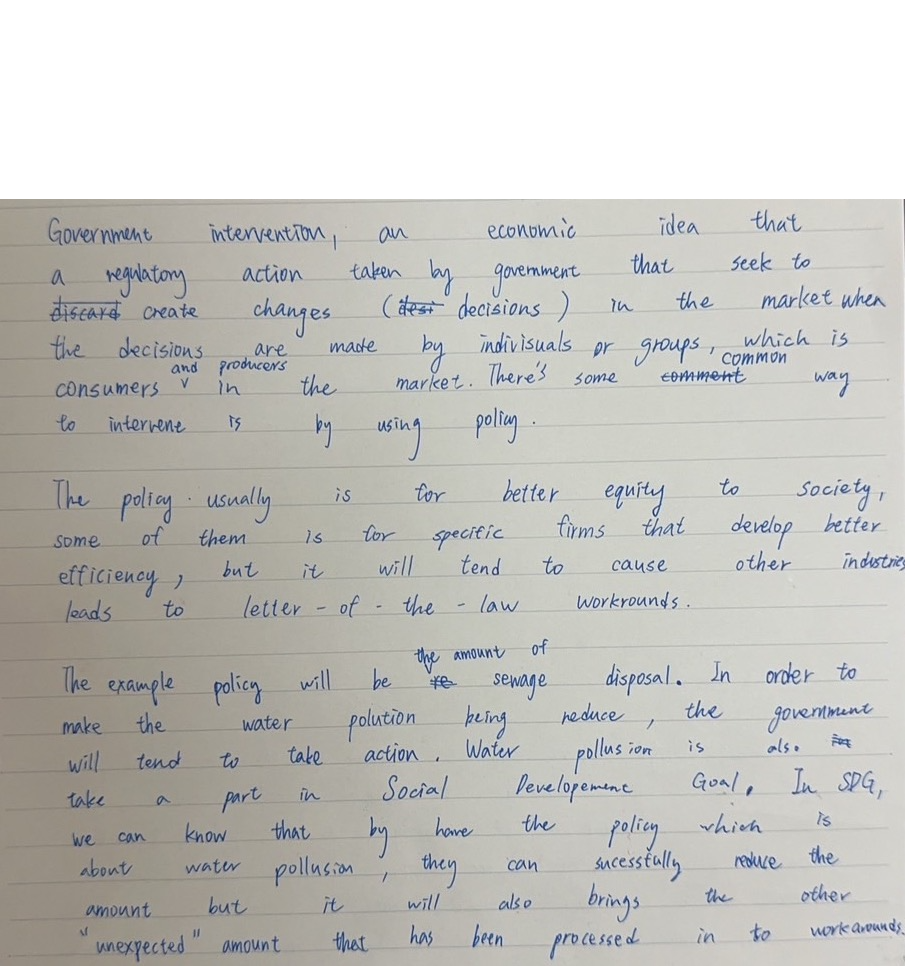 Government intervention, an economic idea that
a regulatory action taken by government that seek to
discard create changes (desi decisions) in the market when
the decisions are made by indivisuals or groups, which is
consumers and producers in the market. There's some comment common way
to intervene is by using policy.
The policy usually is for better equity to society,
some of them is for specific firms that develop better
efficiency, but it will tend to cause other industries
leads to letter-of-the-law workrounds.
The example policy will be re the amount of sewage disposal. In order to
make the water polution being reduce, the government
will tend to take action. Water pollusion is also
take a part in Social Developement Goal. In SDG,
we can know that by have the policy which is
about water pollusion, they can sucessfully reduce the
amount but it will also brings the other
"unexpected" amount that has been processed in to workarounds.